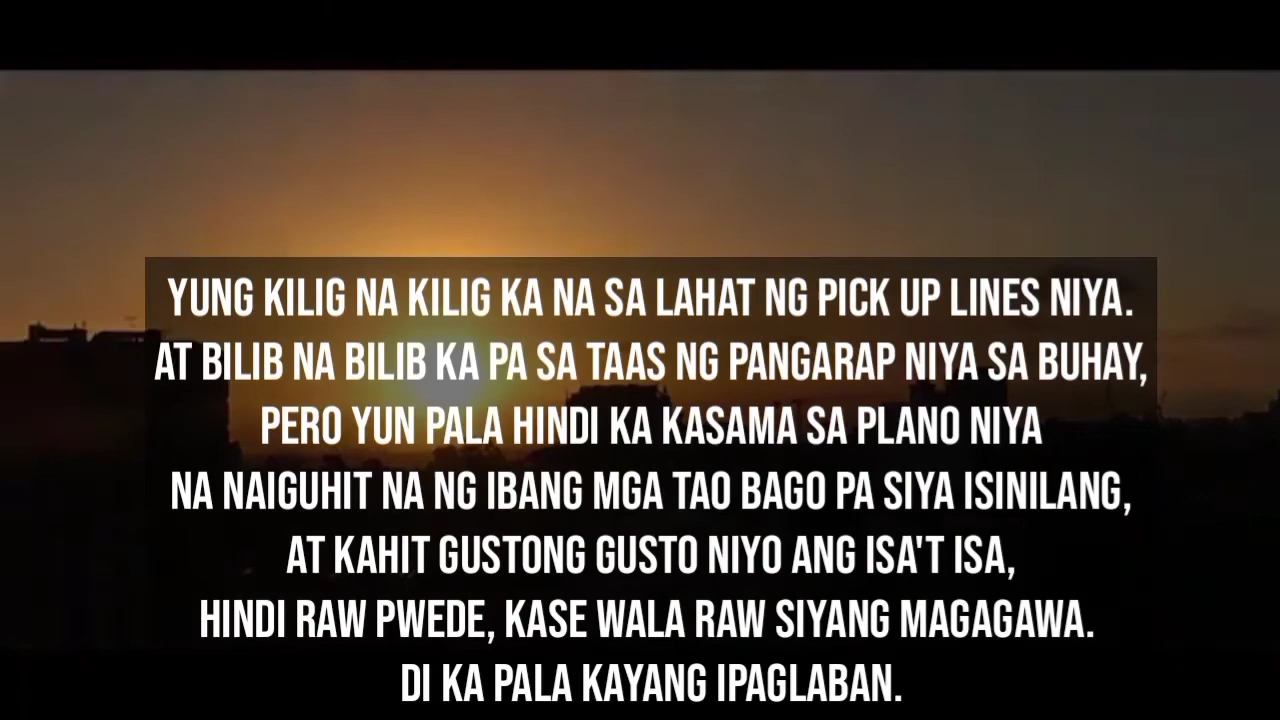 YUNG KILIG NA KILIG KA NA SA LAHAT NG PICK UP LINES NIYA.
AT BILIB NA BILIB KA PA SA TAAS NG PANGARAP NIYA SA BUHAY,
PERO YUN PALA HINDI KA KASAMA SA PLANO NIYA
NA NAIGUHIT NA NG IBANG MGA TAO BAGO PA SIYA ISINILANG,
AT KAHIT GUSTONG GUSTO NIYO ANG ISA'T ISA,
HINDI RAW PWEDE, KASE WALA RAW SIYANG MAGAGAWA.
DI KA PALA KAYANG IPAGLABAN.